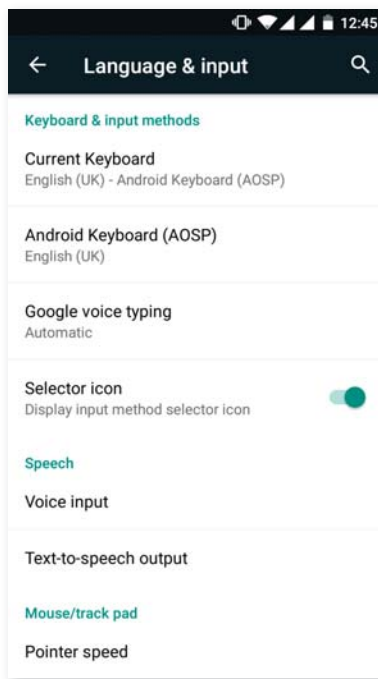 12:45
Language & input
Keyboard & input methods
Current Keyboard
English (UK) - Android Keyboard (AOSP)
Android Keyboard (AOSP)
English (UK)
Google voice typing
Automatic
Selector icon
Display input method selector icon
Speech
Voice input
Text-to-speech output
Mouse/track pad
Pointer speed